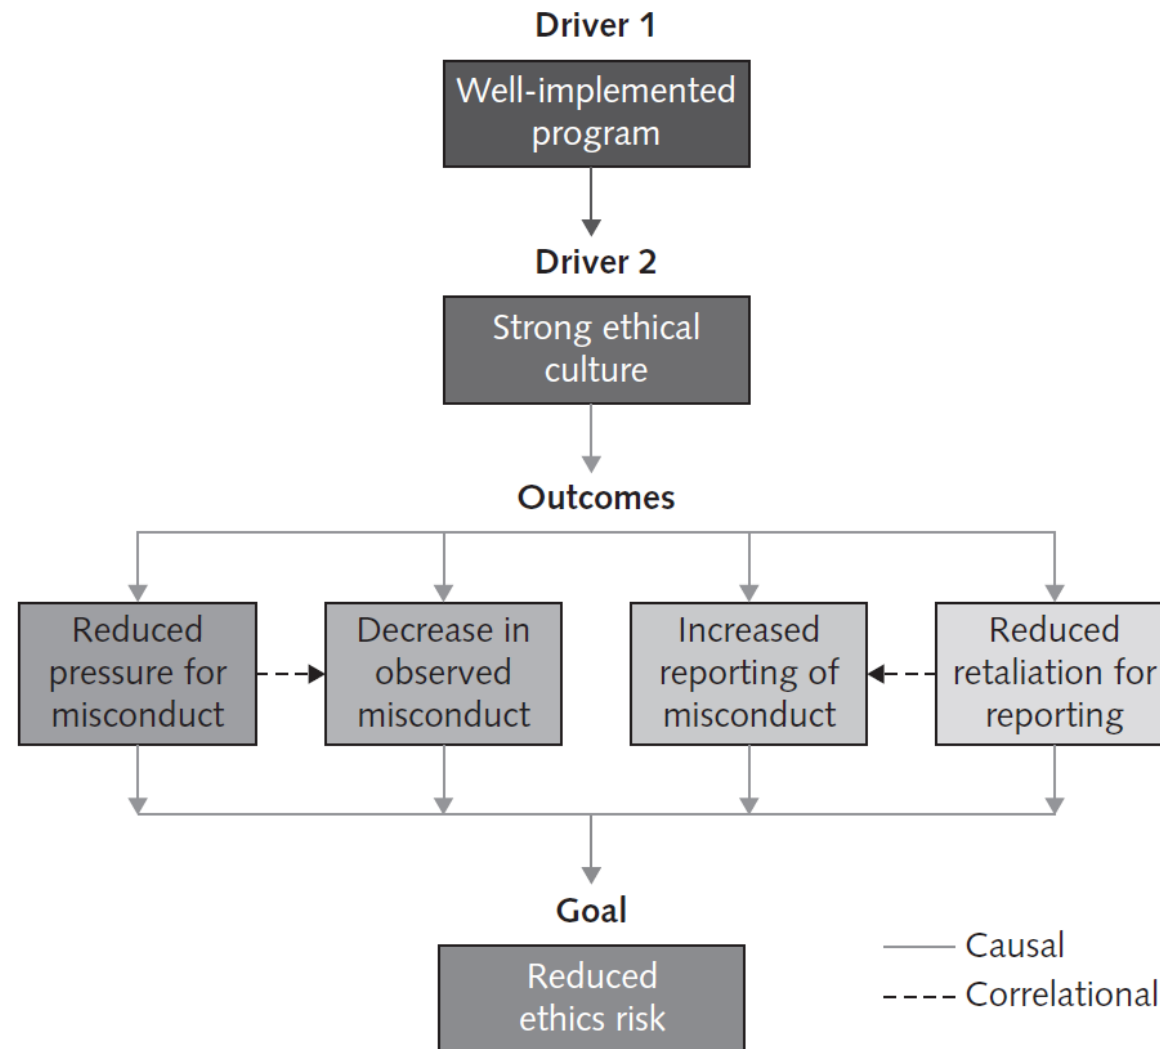 Driver 1
Well-implemented
program
Driver 2
Strong ethical
culture
Outcomes
Reduced
pressure for
misconduct
Decrease in
observed
misconduct
Increased
reporting of
misconduct
Reduced
retaliation for
reporting
Goal
Reduced
ethics risk
Causal
Correlational